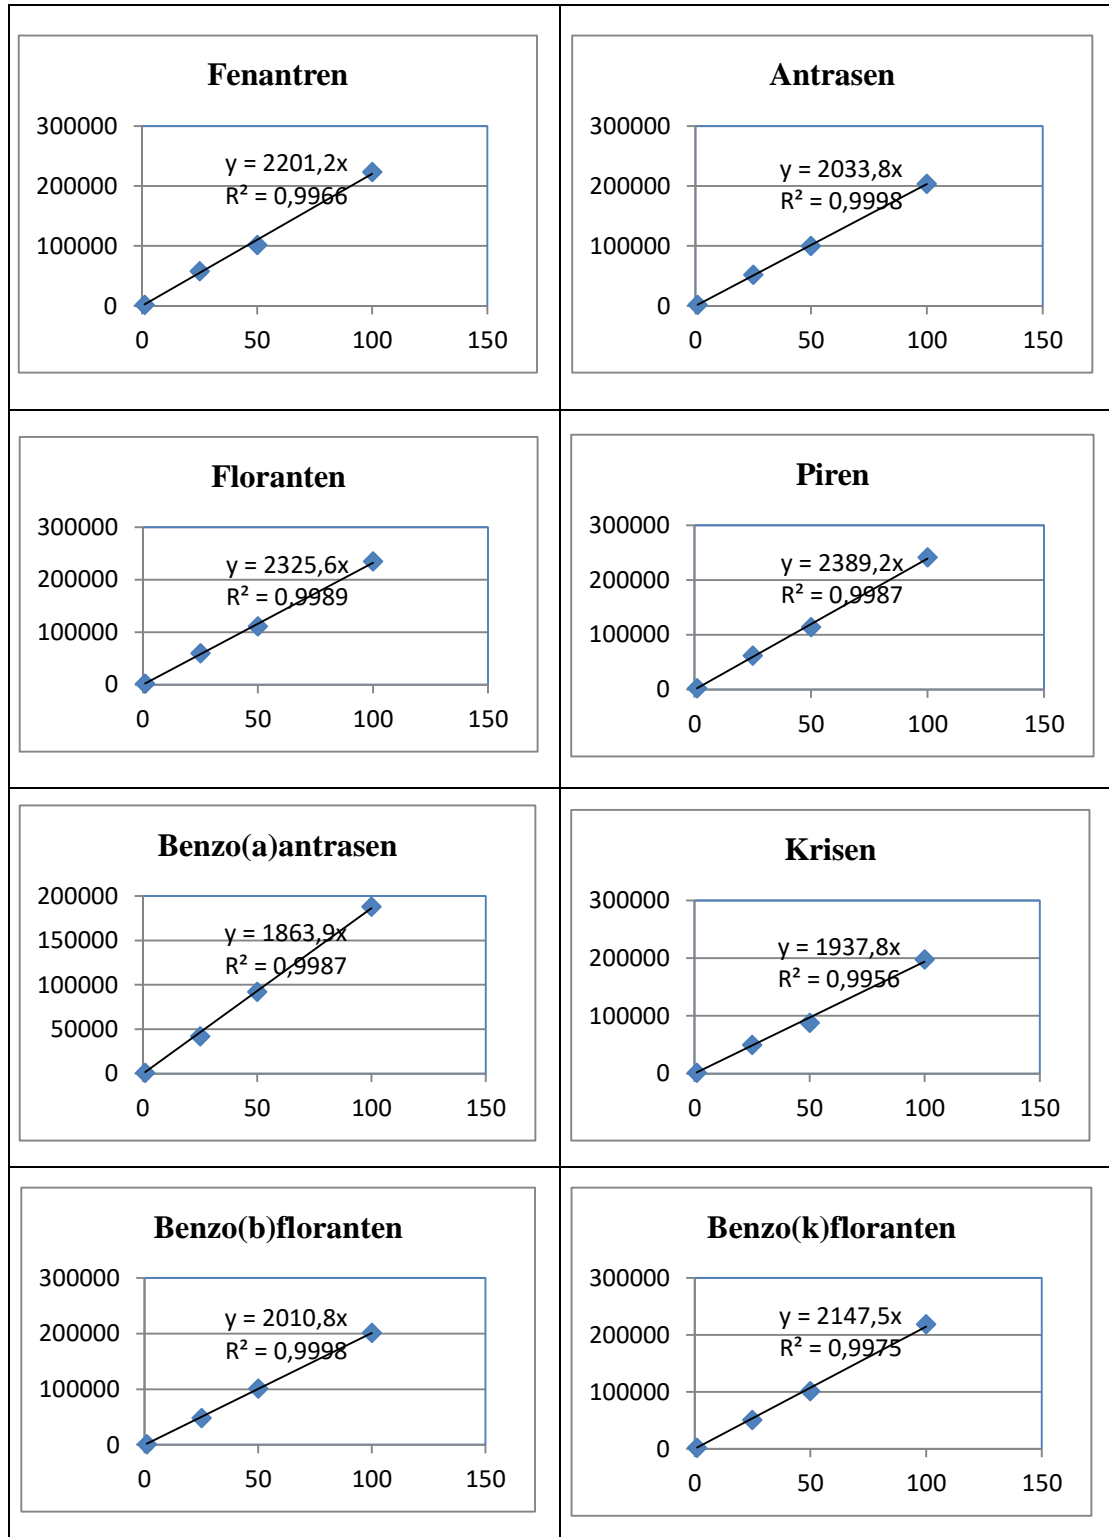 Fenantren
300000
y = 2201,2x
R² = 0,9966
200000
100000
0
0 50 100 150
Antrasen
300000
y = 2033,8x
R² = 0,9998
200000
100000
0
0 50 100 150
Floranten
300000
y = 2325,6x
R² = 0,9989
200000
100000
0
0 50 100 150
Piren
300000
y = 2389,2x
R² = 0,9987
200000
100000
0
0 50 100 150
Benzo(a)antrasen
200000
y = 1863,9x
150000
R² = 0,9987
100000
50000
0
0 50 100 150
Krisen
300000
y = 1937,8x
R² = 0,9956
200000
100000
0
0 50 100 150
Benzo(b)floranten
300000
y = 2010,8x
R² = 0,9998
200000
100000
0
0 50 100 150
Benzo(k)floranten
300000
y = 2147,5x
R² = 0,9975
200000
100000
0
0 50 100 150